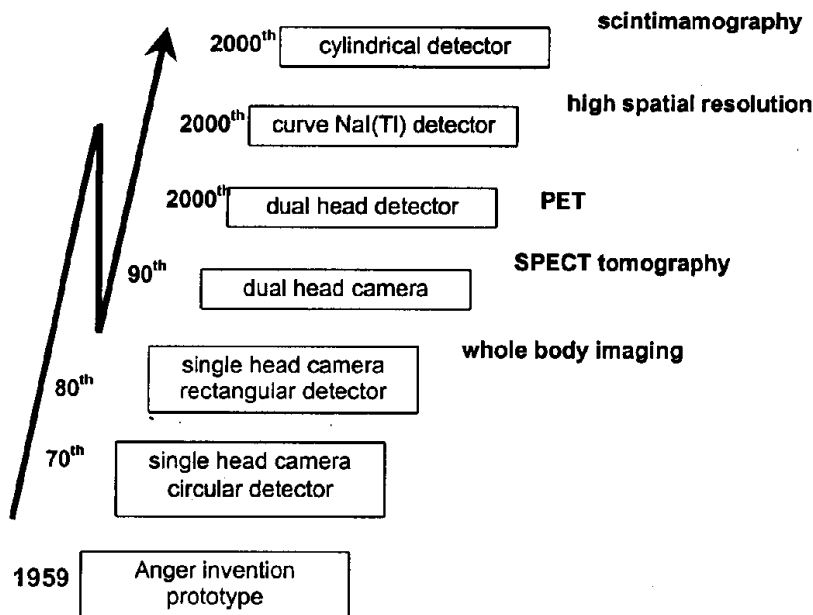 scintimamography
2000th cylindrical detector
high spatial resolution
2000th curve NaI(Tl) detector
2000th dual head detector PET
SPECT tomography
90th dual head camera
whole body imaging
single head camera
80th rectangular detector
70th single head camera
circular detector
1959 Anger invention
prototype